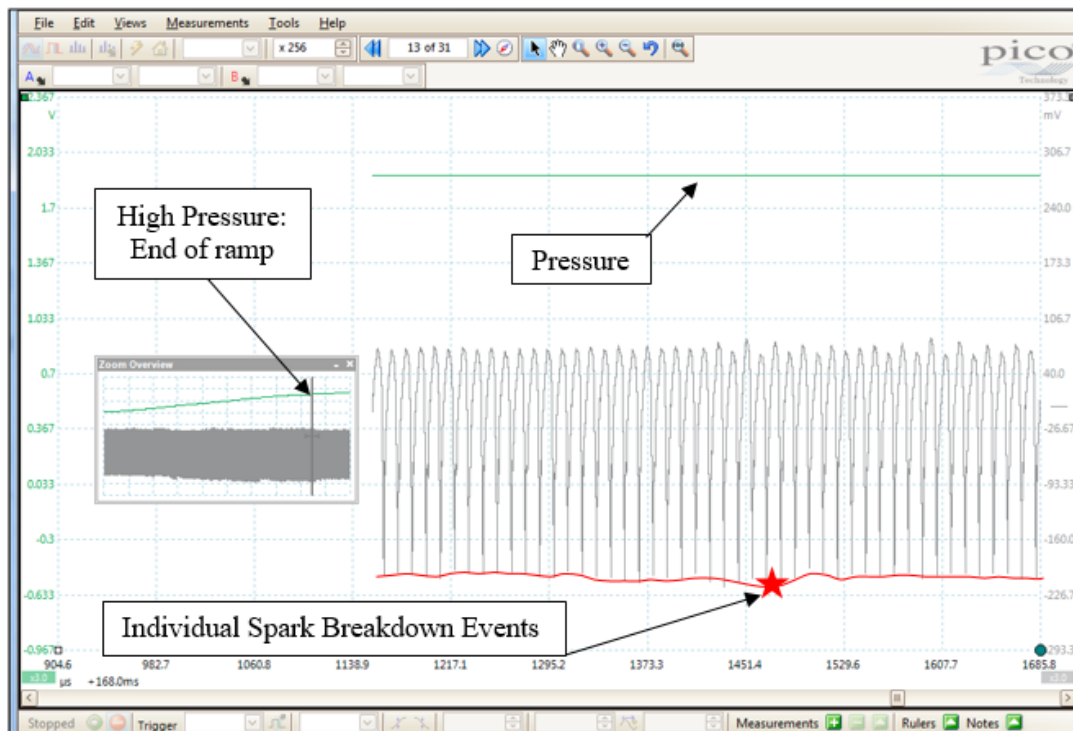 File Edit Views Measurements Tools Help
x 256 13 of 31
pico
Technology
A B
2.367
V
2.033
1.7
1.367
1.033
0.7
0.367
0.033
-0.3
-0.633
-0.967
High Pressure:
End of ramp
Pressure
Zoom Overview
Individual Spark Breakdown Events
373.3
mV
306.7
240.0
173.3
106.7
40.0
-26.67
-93.33
-160.0
-226.7
-293.3
904.6 982.7 1060.8 1138.9 1217.1 1295.2 1373.3 1451.4 1529.6 1607.7 1685.8
x3.0 µs +168.0ms x3.0
Stopped Trigger Measurements Rulers Notes